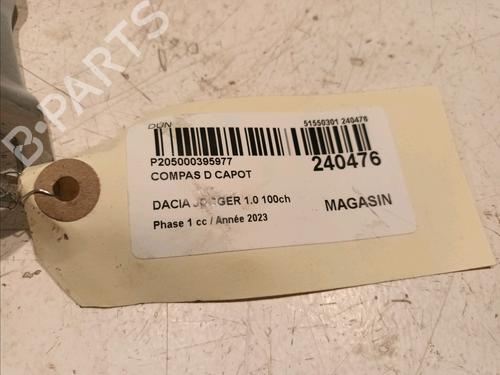 B-PARTS
DUN
51550301 240476
P205000395977
240476
COMPAS D CAPOT
DACIA JOGGER 1.0 100ch
MAGASIN
Phase 1 cc / Année 2023